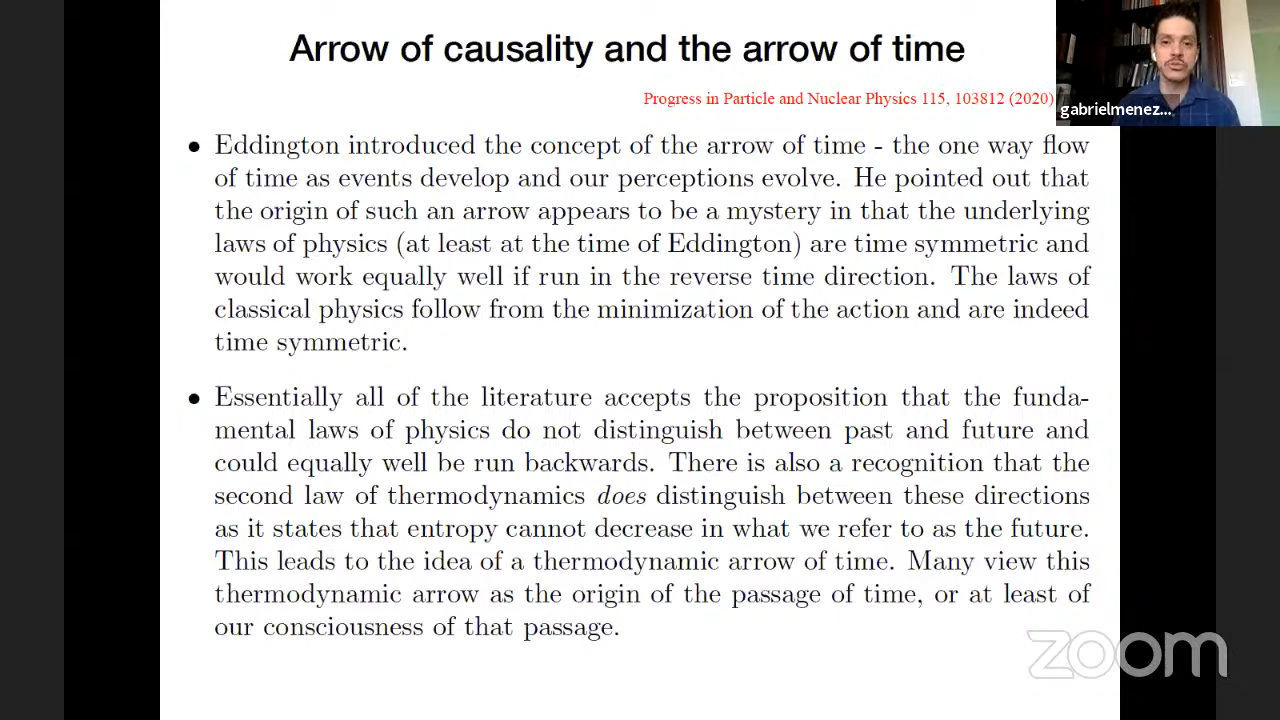 Arrow of causality and the arrow of time
Progress in Particle and Nuclear Physics 115, 103812 (2020)
gabrielmenez...
• Eddington introduced the concept of the arrow of time - the one way flow
of time as events develop and our perceptions evolve. He pointed out that
the origin of such an arrow appears to be a mystery in that the underlying
laws of physics (at least at the time of Eddington) are time symmetric and
would work equally well if run in the reverse time direction. The laws of
classical physics follow from the minimization of the action and are indeed
time symmetric.
• Essentially all of the literature accepts the proposition that the funda-
mental laws of physics do not distinguish between past and future and
could equally well be run backwards. There is also a recognition that the
second law of thermodynamics does distinguish between these directions
as it states that entropy cannot decrease in what we refer to as the future.
This leads to the idea of a thermodynamic arrow of time. Many view this
thermodynamic arrow as the origin of the passage of time, or at least of
our consciousness of that passage.
zoom